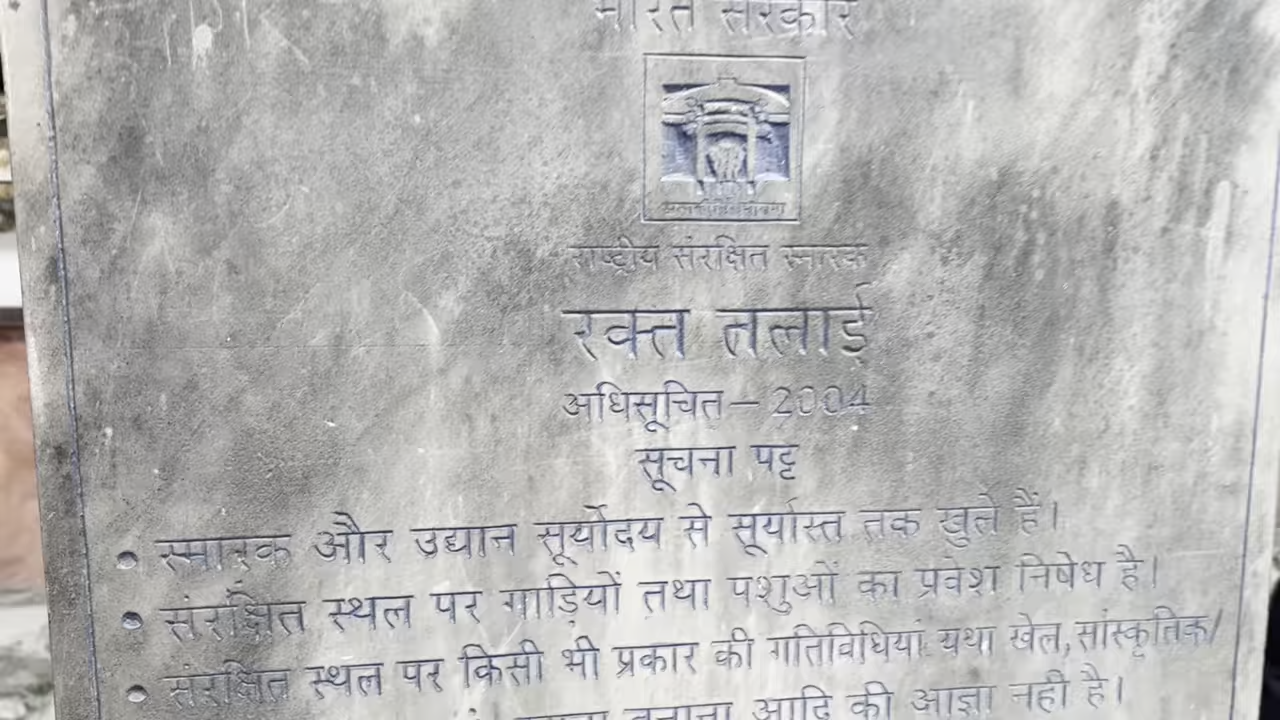 भारत सरकार
राष्ट्रीय संरक्षित स्मारक
रक्त तलाई
अधिसूचित – 2004
सूचना पट्ट
• स्मारक और उद्यान सूर्योदय से सूर्यास्त तक खुले हैं।
• संरक्षित स्थल पर गाड़ियों तथा पशुओं का प्रवेश निषेध है।
• संरक्षित स्थल पर किसी भी प्रकार की गतिविधियां यथा खेल, सांस्कृतिक/
बनाना आदि की आज्ञा नही है।